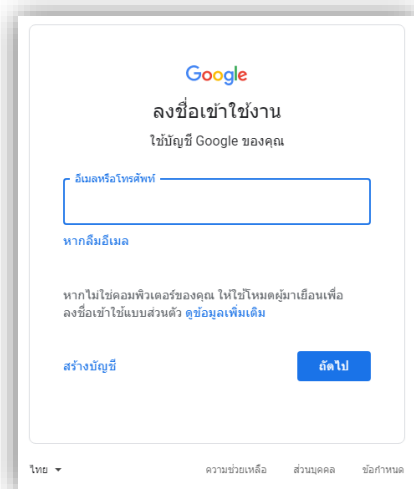 Google
ลงชื่อเข้าใช้งาน
ใช้บัญชี Google ของคุณ
อีเมลหรือโทรศัพท์
หากลืมอีเมล
หากไม่ใช่คอมพิวเตอร์ของคุณ ให้ใช้โหมดผู้มาเยือนเพื่อ
ลงชื่อเข้าใช้แบบส่วนตัว ดูข้อมูลเพิ่มเติม
สร้างบัญชี ถัดไป
ไทย ความช่วยเหลือ ส่วนบุคคล ข้อกำหนด